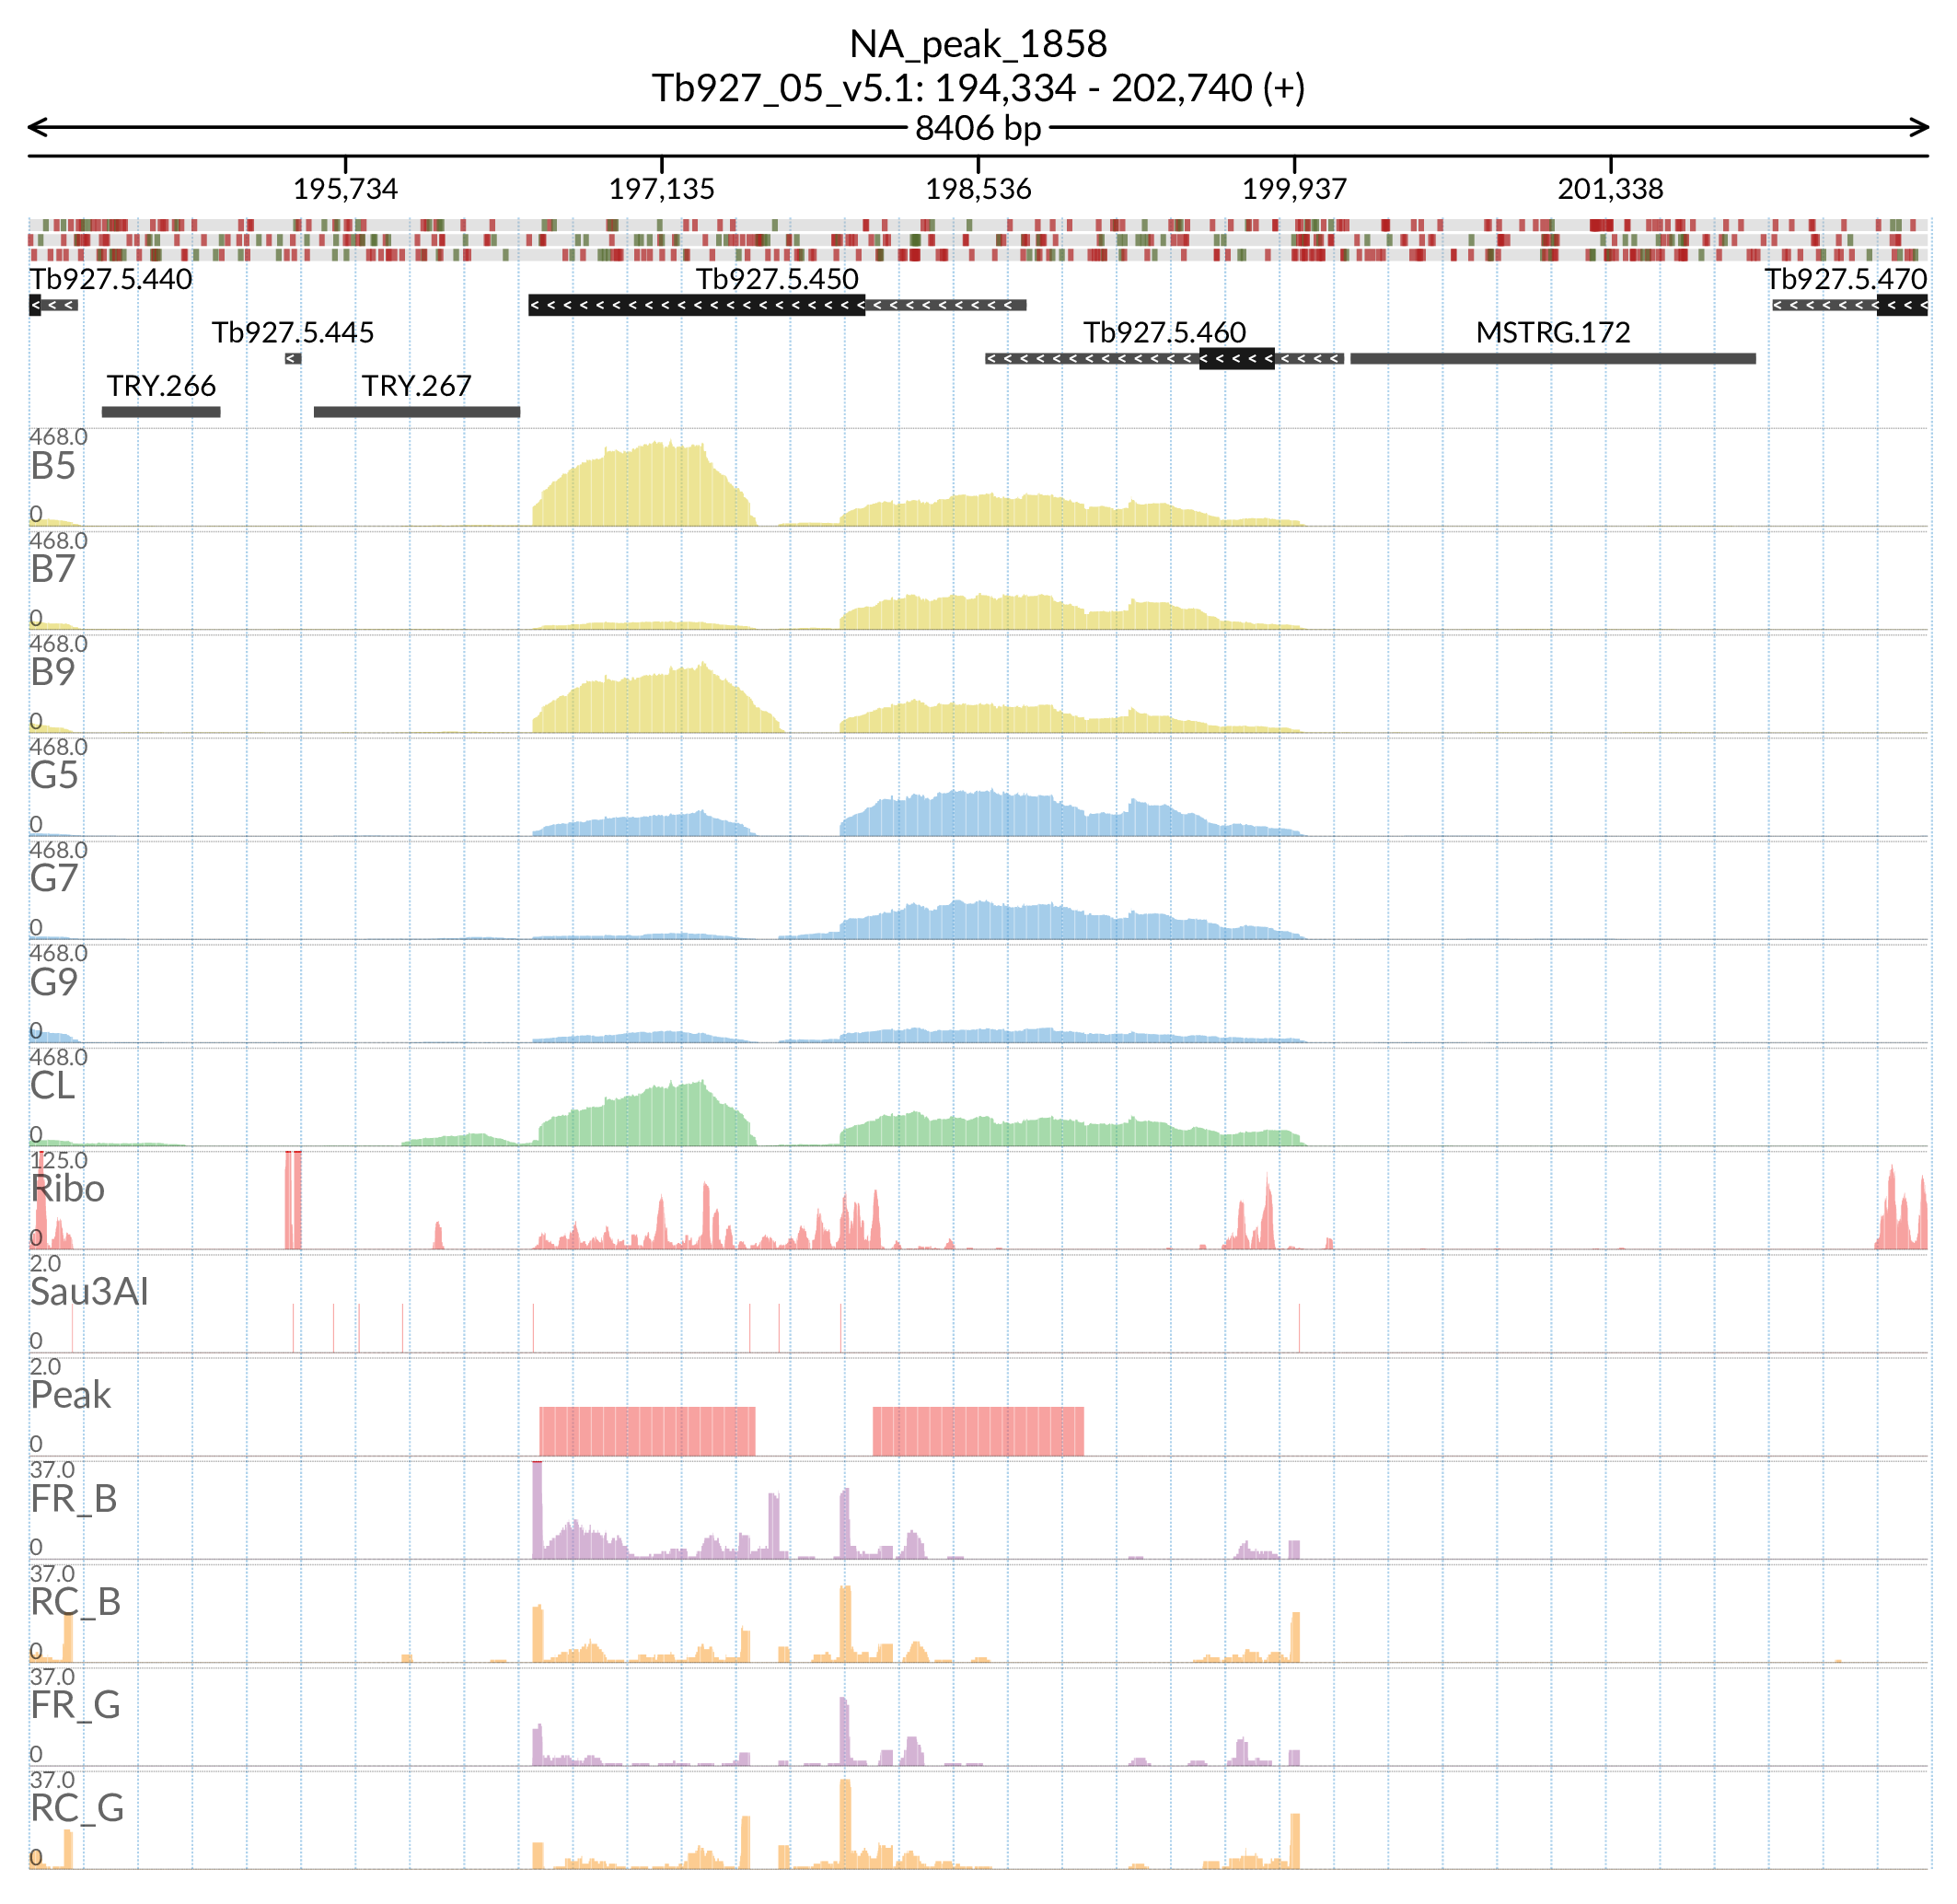 NA_peak_1858
Tb927_05_v5.1: 194,334 - 202,740 (+)
8406 bp
195,734 197,135 198,536 199,937 201,338
Tb927.5.440 Tb927.5.450 Tb927.5.470
Tb927.5.445 Tb927.5.460 MSTRG.172
TRY.266 TRY.267
468.0
B5
0
468.0
B7
0
468.0
B9
0
468.0
G5
0
468.0
G7
0
468.0
G9
0
468.0
CL
0
125.0
Ribo
0
2.0
Sau3AI
0
2.0
Peak
0
37.0
FR_B
0
37.0
RC_B
0
37.0
FR_G
0
37.0
RC_G
0